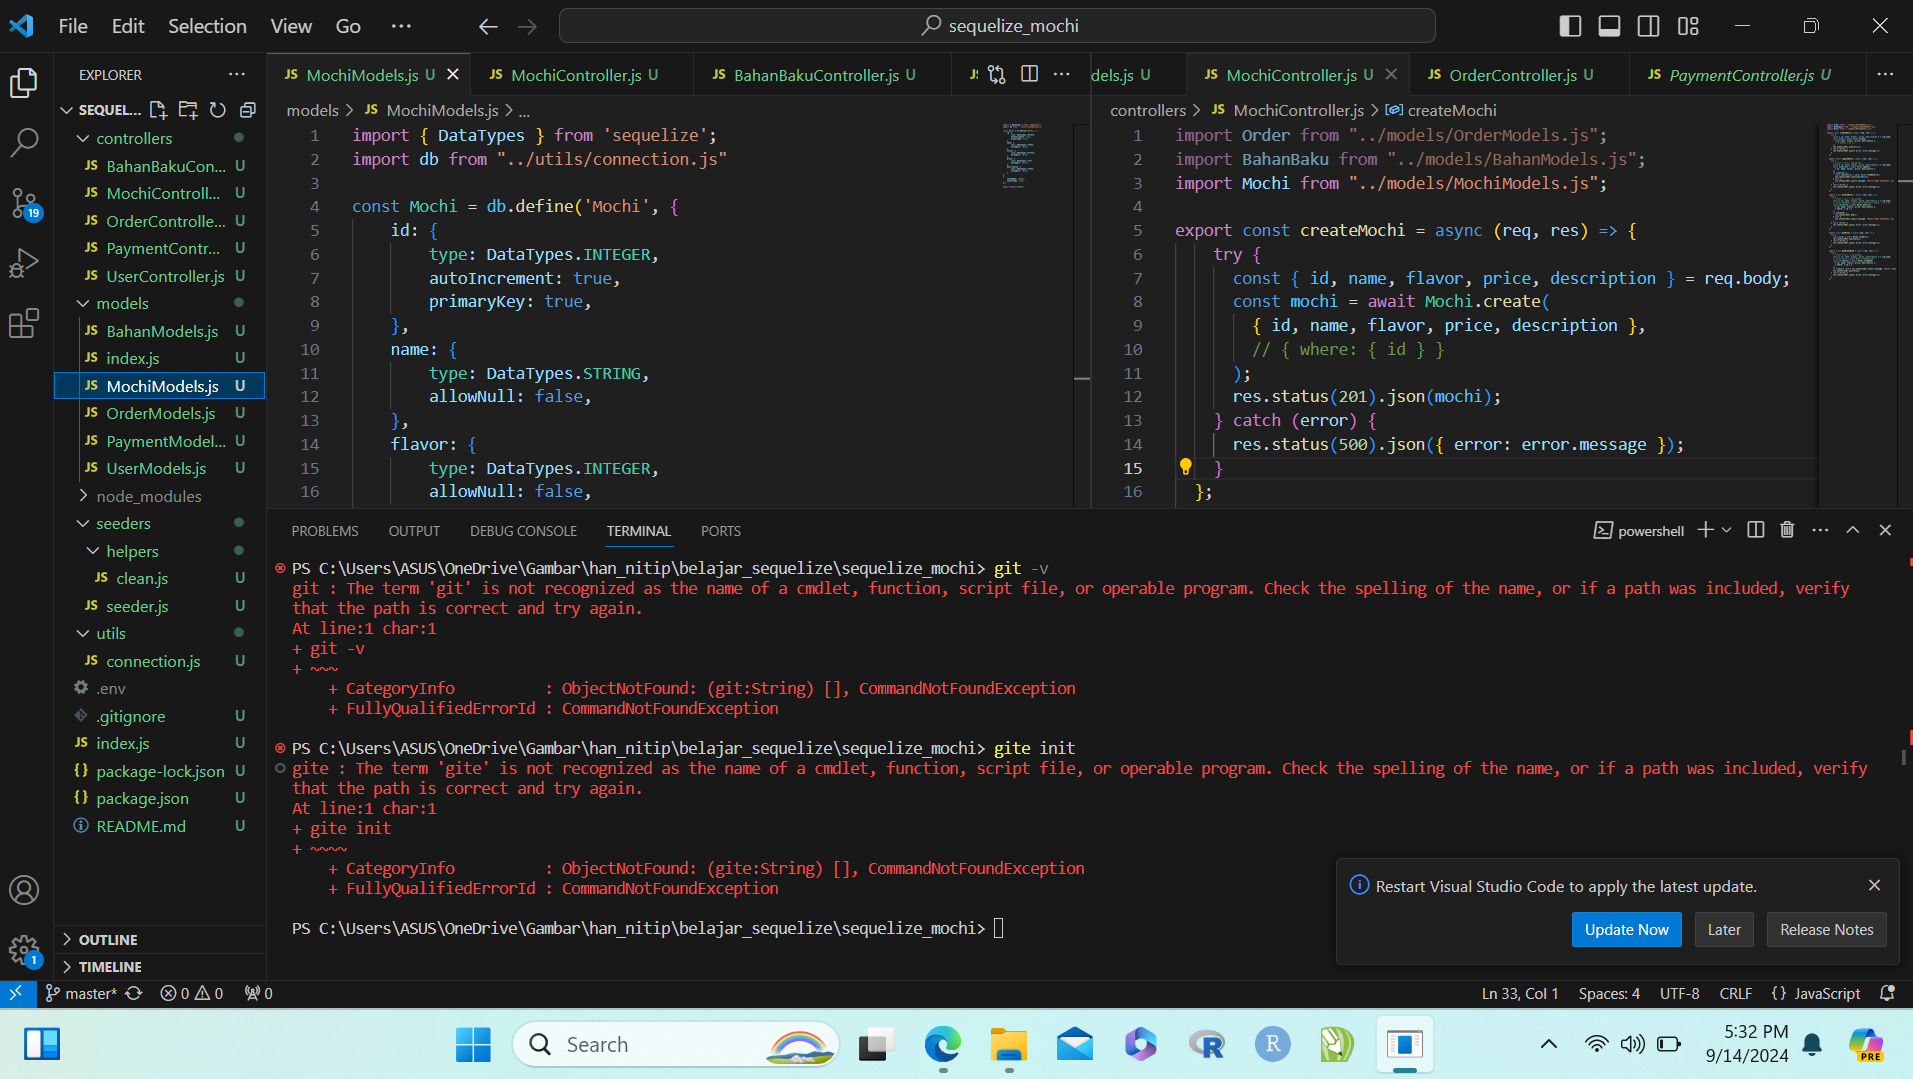 File Edit Selection View Go ···
sequelize_mochi
EXPLORER
SEQUEL...
controllers
JS BahanBakuCon... U
JS MochiControll... U
JS OrderControlle... U
JS PaymentContr... U
JS UserController.js U
models
JS BahanModels.js U
JS index.js U
JS MochiModels.js U
JS OrderModels.js U
JS PaymentModel... U
JS UserModels.js U
node_modules
seeders
helpers
JS clean.js U
JS seeder.js U
utils
JS connection.js U
.env
.gitignore U
JS index.js U
{} package-lock.json U
{} package.json U
README.md U
OUTLINE
TIMELINE
19
1
JS MochiModels.js U
JS MochiController.js U
JS BahanBakuController.js U
models > JS MochiModels.js > ...
1 import { DataTypes } from 'sequelize';
2 import db from "../utils/connection.js"
3
4 const Mochi = db.define('Mochi', {
5 id: {
6 type: DataTypes.INTEGER,
7 autoIncrement: true,
8 primaryKey: true,
9 },
10 name: {
11 type: DataTypes.STRING,
12 allowNull: false,
13 },
14 flavor: {
15 type: DataTypes.INTEGER,
16 allowNull: false,
dels.js U
JS MochiController.js U
JS OrderController.js U
JS PaymentController.js U
controllers > JS MochiController.js > createMochi
1 import Order from "../models/OrderModels.js";
2 import BahanBaku from "../models/BahanModels.js";
3 import Mochi from "../models/MochiModels.js";
4
5 export const createMochi = async (req, res) => {
6 try {
7 const { id, name, flavor, price, description } = req.body;
8 const mochi = await Mochi.create(
9 { id, name, flavor, price, description },
10 // { where: { id } }
11 );
12 res.status(201).json(mochi);
13 } catch (error) {
14 res.status(500).json({ error: error.message });
15 }
16 };
PROBLEMS OUTPUT DEBUG CONSOLE TERMINAL PORTS
powershell
PS C:\Users\ASUS\OneDrive\Gambar\han_nitip\belajar_sequelize\sequelize_mochi> git -v
git : The term 'git' is not recognized as the name of a cmdlet, function, script file, or operable program. Check the spelling of the name, or if a path was included, verify
that the path is correct and try again.
At line:1 char:1
+ git -v
+ ~~~
+ CategoryInfo : ObjectNotFound: (git:String) [], CommandNotFoundException
+ FullyQualifiedErrorId : CommandNotFoundException
PS C:\Users\ASUS\OneDrive\Gambar\han_nitip\belajar_sequelize\sequelize_mochi> gite init
gite : The term 'gite' is not recognized as the name of a cmdlet, function, script file, or operable program. Check the spelling of the name, or if a path was included, verify
that the path is correct and try again.
At line:1 char:1
+ gite init
+ ~~~~
+ CategoryInfo : ObjectNotFound: (gite:String) [], CommandNotFoundException
+ FullyQualifiedErrorId : CommandNotFoundException
PS C:\Users\ASUS\OneDrive\Gambar\han_nitip\belajar_sequelize\sequelize_mochi>
Restart Visual Studio Code to apply the latest update.
Update Now Later Release Notes
master* 0 0 0
Ln 33, Col 1 Spaces: 4 UTF-8 CRLF {} JavaScript
Search
R
R
5:32 PM
9/14/2024
PRE